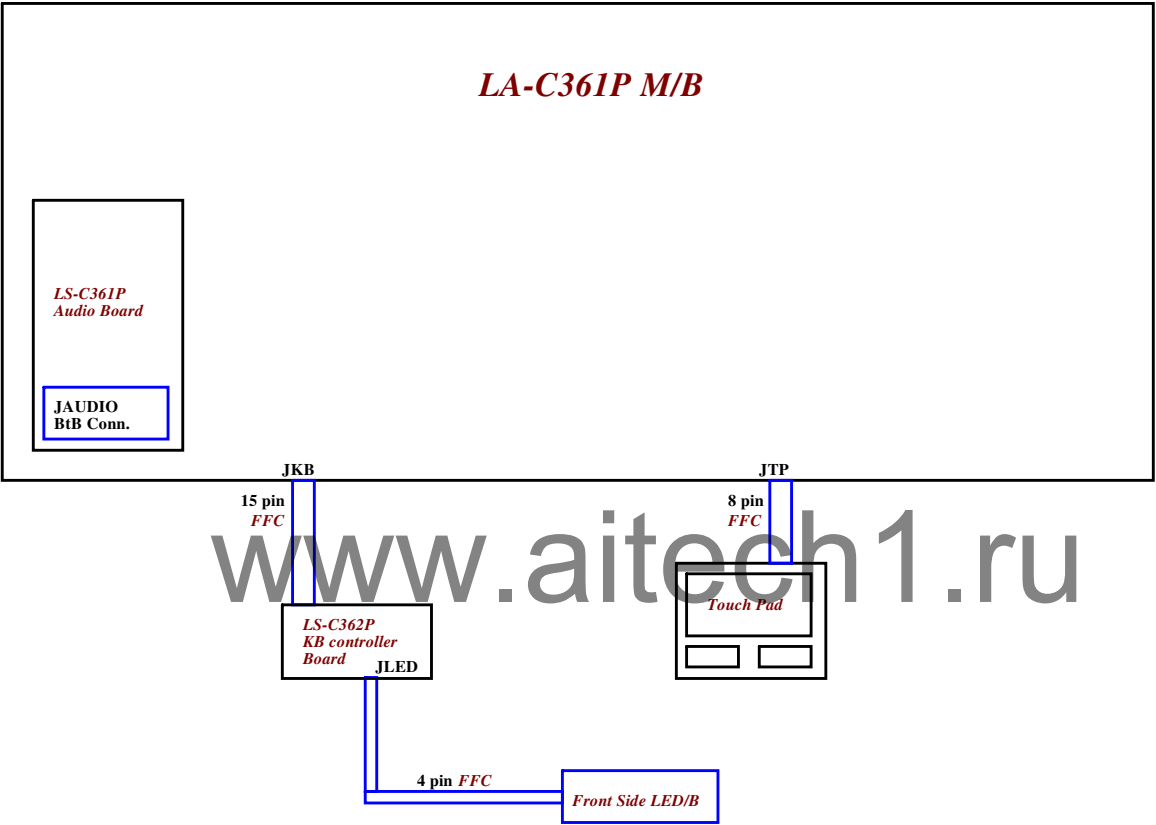 LA-C361P M/B
LS-C361P
Audio Board
JAUDIO
BtB Conn.
JKB
JTP
15 pin
FFC
8 pin
FFC
www.aitech1.ru
Touch Pad
LS-C362P
KB controller
Board
JLED
4 pin FFC
Front Side LED/B